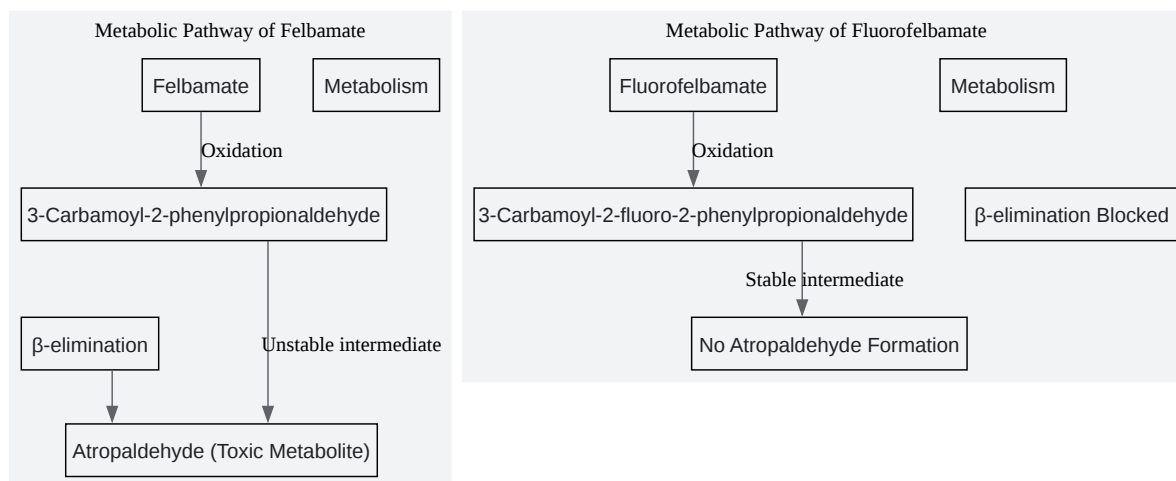 Metabolic Pathway of Felbamate
Felbamate
Metabolism
Oxidation
3-Carbamoyl-2-phenylpropionaldehyde
β-elimination
Unstable intermediate
Atropaldehyde (Toxic Metabolite)
Metabolic Pathway of Fluorofelbamate
Fluorofelbamate
Metabolism
Oxidation
3-Carbamoyl-2-fluoro-2-phenylpropionaldehyde
β-elimination Blocked
Stable intermediate
No Atropaldehyde Formation